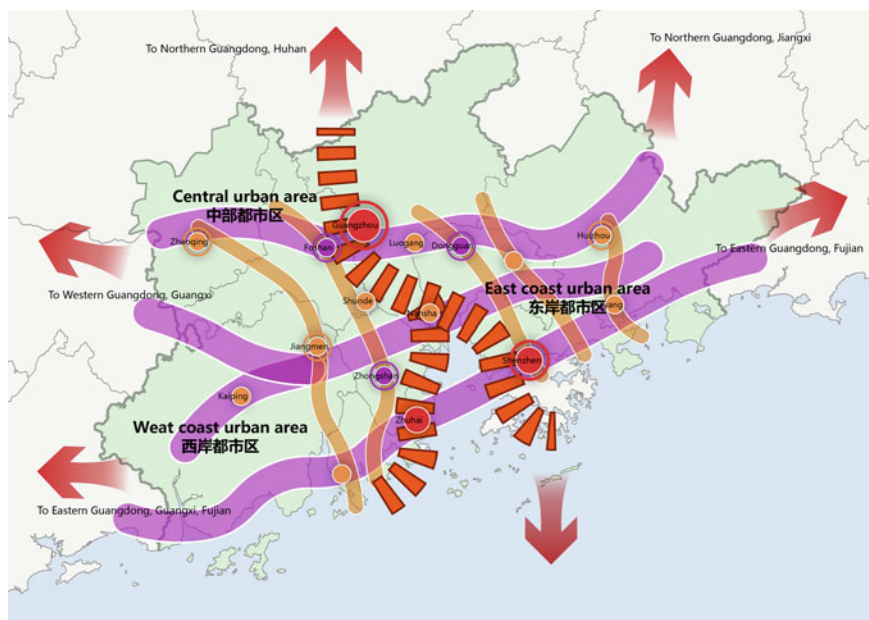 To Northern Guangdong, Huhan
To Northern Guangdong, Jiangxi
Central urban area
中部都市区
Guangzhou
Zhaoqing
Foshan
Luogang
Dongguan
Huizhou
To Eastern Guangdong, Fujian
To Western Guangdong, Guangxi
East coast urban area
东岸都市区
Shunde
Nansha
Jiangmen
Shenzhen
Zhongshan
Kaiping
Weat coast urban area
西岸都市区
Zhuhai
To Eastern Guangdong, Guangxi, Fujian